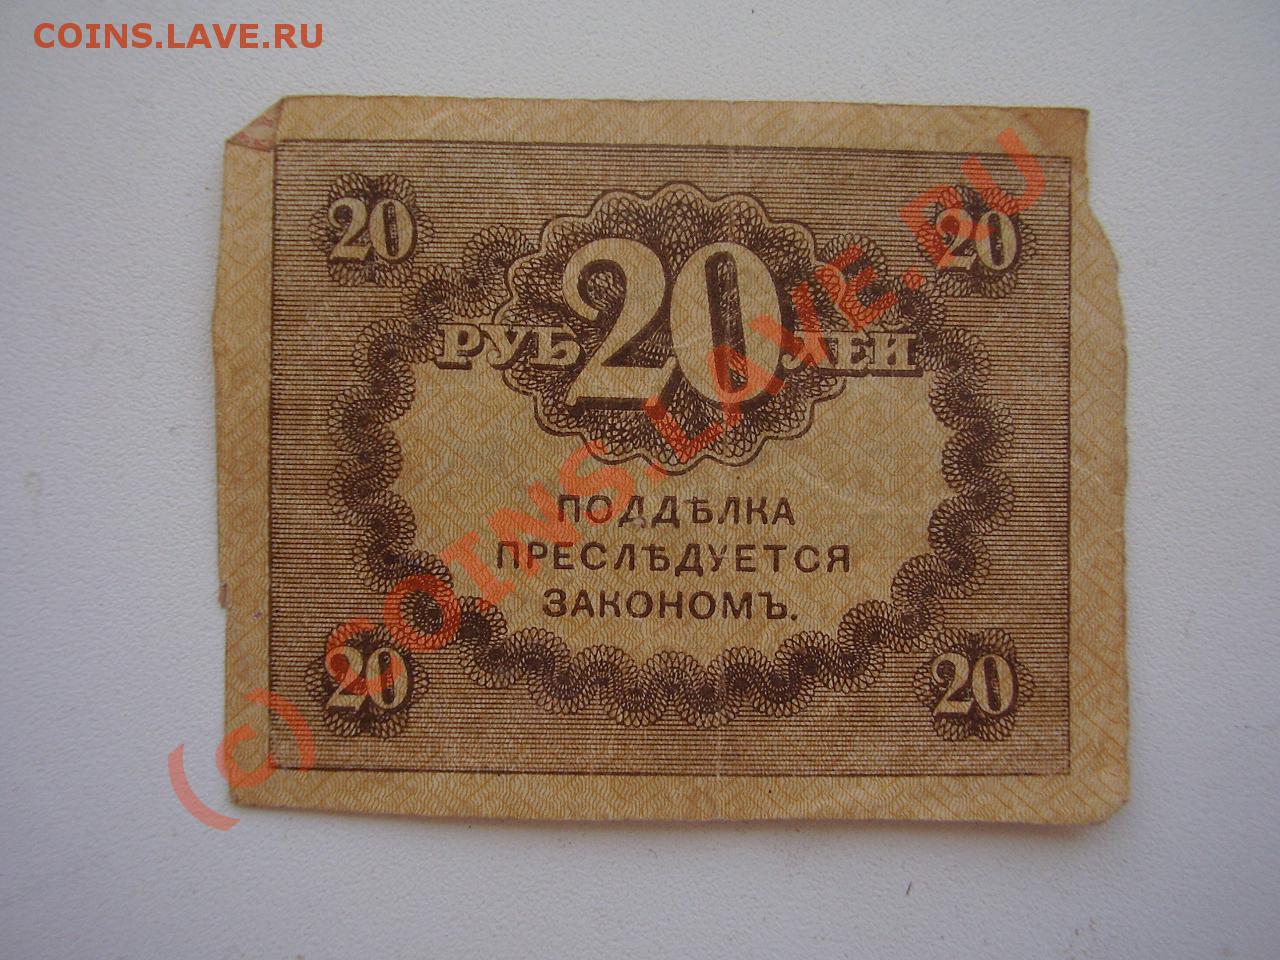 COINS.LAVE.RU
20 20
РУБ 20 ЛЕЙ
ПОДДѢЛКА
ПРЕСЛѢДУЕТСЯ
ЗАКОНОМЪ.
20 20
(c) COINS.LAVE.RU